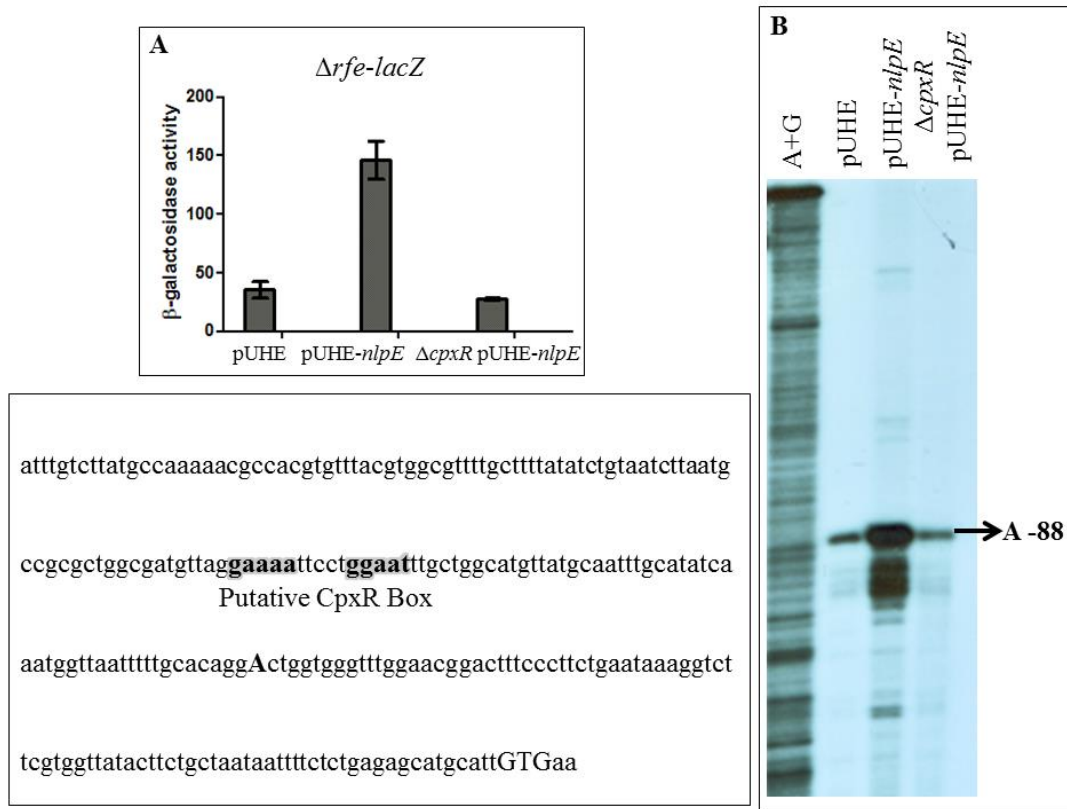 A
Δrfe-lacZ
β-galactosidase activity
200
150
100
50
0
pUHE pUHE-nlpE ΔcpxR pUHE-nlpE
B
A+G
pUHE
pUHE-nlpE
ΔcpxR
pUHE-nlpE
A -88
atttgtcttatgccaaaaacgccacgtgtttacgtggcgttttgcttttatatctgtaatcttaatg
ccgcgctggcgatgttaggaaaattcctggaatttgctggcatgttatgcaatttgcatatca
Putative CpxR Box
aatggttaatttttgcacaggActggtgggtttggaacggactttcccttctgaataaaggtct
tcgtggttatacttctgctaataattttctctgagagcatgcattGTGaa